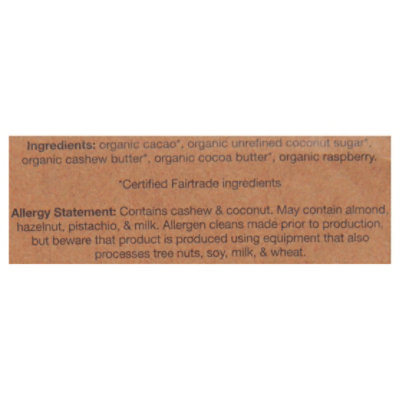 Ingredients: organic cacao*, organic unrefined coconut sugar*,
organic cashew butter*, organic cocoa butter*, organic raspberry.
*Certified Fairtrade ingredients
Allergy Statement: Contains cashew & coconut. May contain almond,
hazelnut, pistachio, & milk. Allergen cleans made prior to production,
but beware that product is produced using equipment that also
processes tree nuts, soy, milk, & wheat.